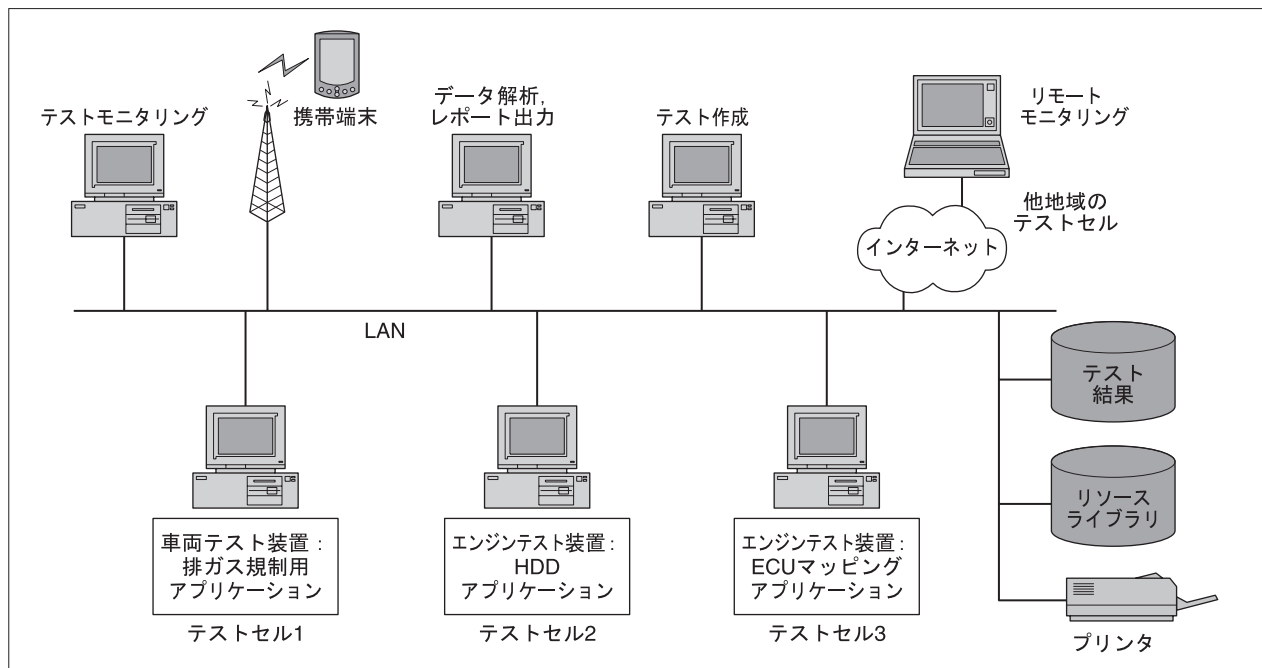 テストモニタリング
携帯端末
データ解析,
レポート出力
テスト作成
リモート
モニタリング
他地域の
テストセル
インターネット
LAN
テスト
結果
リソース
ライブラリ
プリンタ
車両テスト装置:
排ガス規制用
アプリケーション
テストセル1
エンジンテスト装置:
HDD
アプリケーション
テストセル2
エンジンテスト装置:
ECUマッピング
アプリケーション
テストセル3